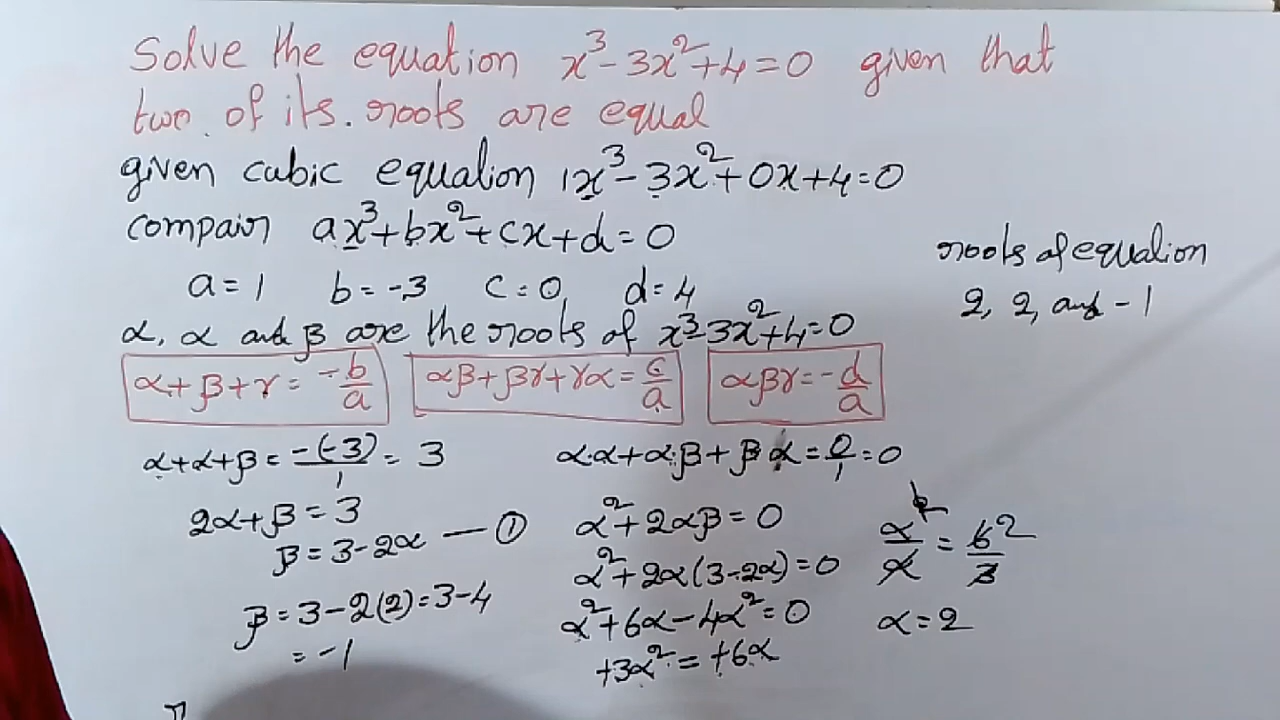 Solve the equation x³-3x²+4=0 given that
two of its roots are equal
given cubic equation 1x³-3x²+0x+4=0
compair ax³+bx²+cx+d=0
a=1 b=-3 c=0, d=4
α, α and β are the roots of x³-3x²+4=0
α+β+γ=-b/a αβ+βγ+γα=c/a αβγ=-d/a
α+α+β=-(-3)/1=3
2α+β=3
β=3-2α — ①
β=3-2(2)=3-4
=-1
α.α+α.β+βα=0/1=0
α²+2αβ=0
α²+2α(3-2α)=0
α²+6α-4α²=0
+3α²=+6α
α²/α=6²/3
α=2
roots of equation
2, 2, and -1